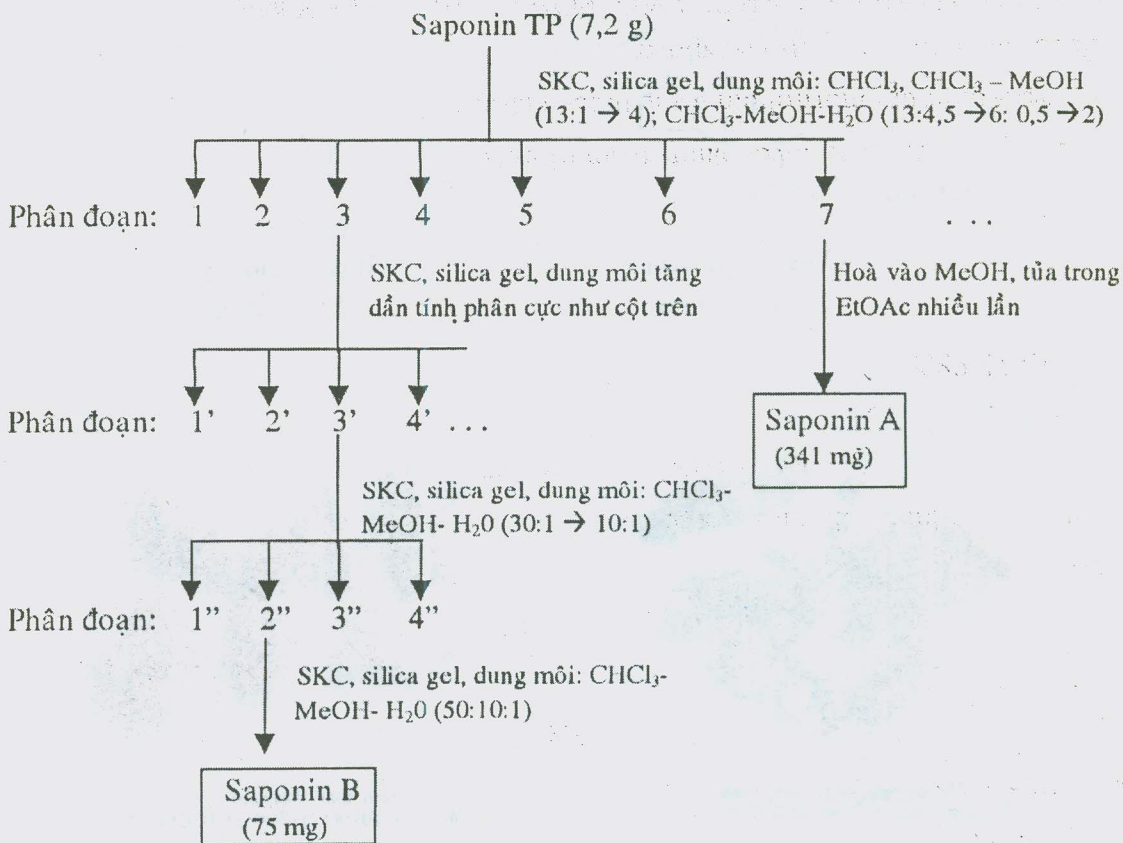 Saponin TP (7,2 g)
SKC, silica gel, dung môi: CHCl₃, CHCl₃ – MeOH
(13:1 → 4); CHCl₃-MeOH-H₂O (13:4,5 →6: 0,5 →2)
Phân đoạn: 1 2 3 4 5 6 7 . . .
SKC, silica gel, dung môi tăng
dần tính phân cực như cột trên
Hoà vào MeOH, tủa trong
EtOAc nhiều lần
Phân đoạn: 1' 2' 3' 4' ...
Saponin A
(341 mg)
SKC, silica gel, dung môi: CHCl₃-
MeOH- H₂0 (30:1 → 10:1)
Phân đoạn: 1” 2” 3” 4”
SKC, silica gel, dung môi: CHCl₃-
MeOH- H₂0 (50:10:1)
Saponin B
(75 mg)